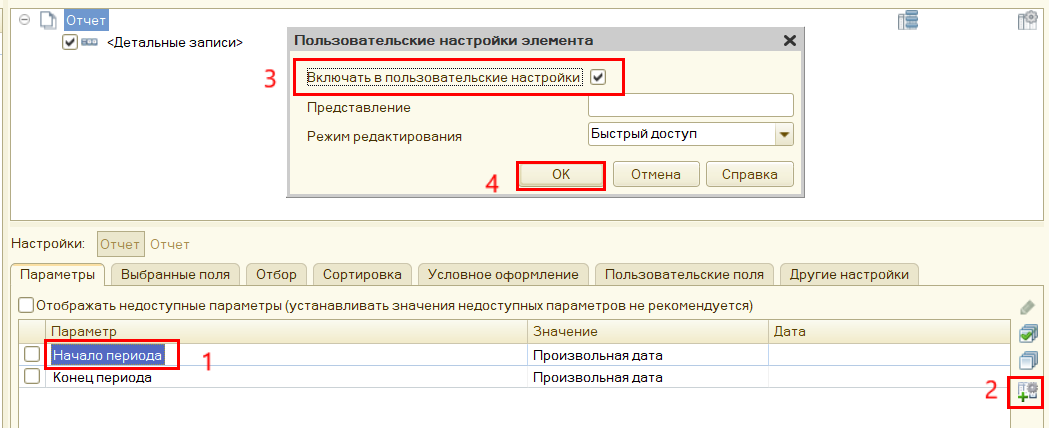 Отчет
<Детальные записи>
Пользовательские настройки элемента
3
Включать в пользовательские настройки
Представление
Режим редактирования Быстрый доступ
4
OK Отмена Справка
Настройки: Отчет Отчет
Параметры Выбранные поля Отбор Сортировка Условное оформление Пользовательские поля Другие настройки
Отображать недоступные параметры (устанавливать значения недоступных параметров не рекомендуется)
Параметр Значение Дата
Начало периода 1 Произвольная дата
Конец периода Произвольная дата
2